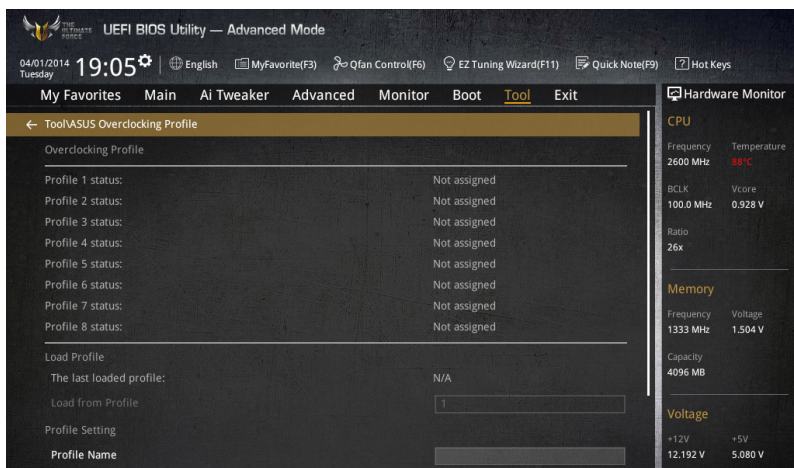 THE ULTIMATE FORCE
UEFI BIOS Utility — Advanced Mode
04/01/2014 Tuesday 19:05 English MyFavorite(F3) Qfan Control(F6) EZ Tuning Wizard(F11) Quick Note(F9) ? Hot Keys
My Favorites Main Ai Tweaker Advanced Monitor Boot Tool Exit
← Tool\ASUS Overclocking Profile
Overclocking Profile
Profile 1 status: Not assigned
Profile 2 status: Not assigned
Profile 3 status: Not assigned
Profile 4 status: Not assigned
Profile 5 status: Not assigned
Profile 6 status: Not assigned
Profile 7 status: Not assigned
Profile 8 status: Not assigned
Load Profile
The last loaded profile: N/A
Load from Profile 1
Profile Setting
Profile Name
Hardware Monitor
CPU
Frequency Temperature
2600 MHz 88°C
BCLK Vcore
100.0 MHz 0.928 V
Ratio
26x
Memory
Frequency Voltage
1333 MHz 1.504 V
Capacity
4096 MB
Voltage
+12V +5V
12.192 V 5.080 V